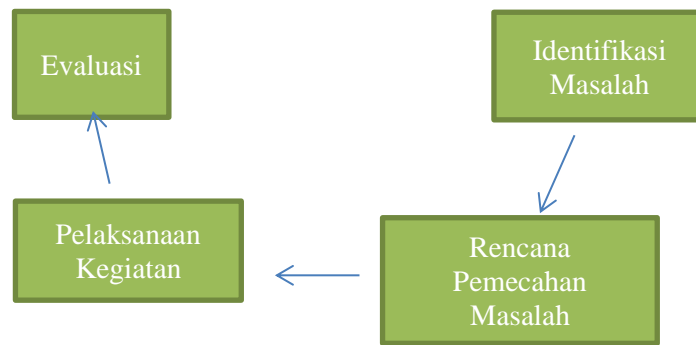 Evaluasi
Identifikasi
Masalah
Pelaksanaan
Kegiatan
Rencana
Pemecahan
Masalah